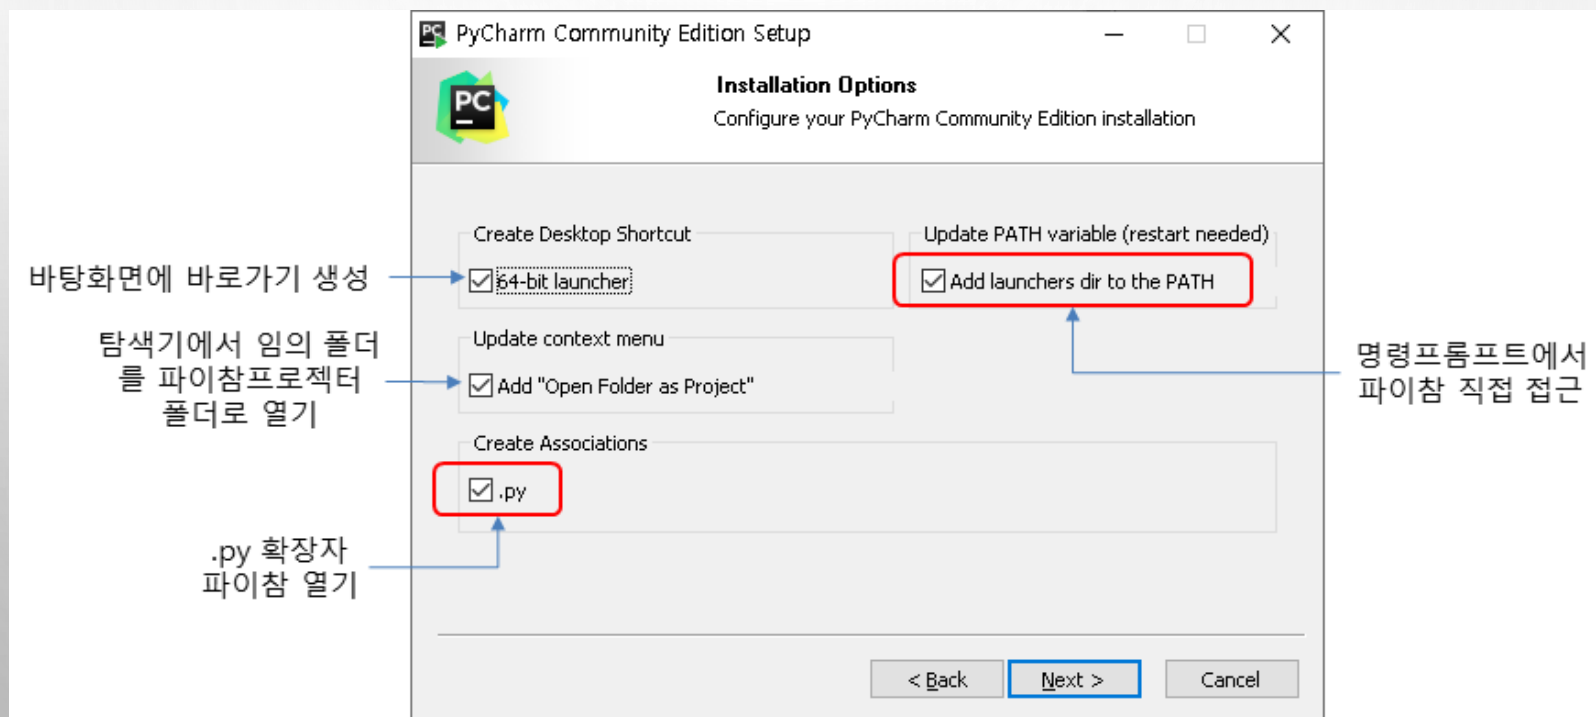 PyCharm Community Edition Setup
PC
Installation Options
Configure your PyCharm Community Edition installation
Create Desktop Shortcut
Update PATH variable (restart needed)
바탕화면에 바로가기 생성
64-bit launcher
Add launchers dir to the PATH
탐색기에서 임의 폴더
를 파이참프로젝터
폴더로 열기
Update context menu
Add "Open Folder as Project"
명령프롬프트에서
파이참 직접 접근
Create Associations
.py
.py 확장자
파이참 열기
< Back
Next >
Cancel